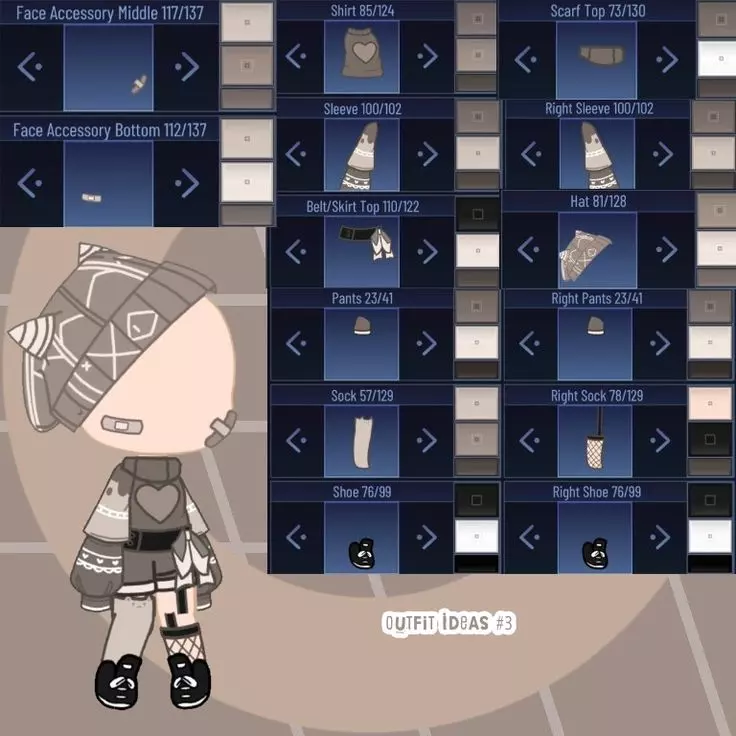 Face Accessory Middle 117/137
Shirt 85/124
Scarf Top 73/130
Face Accessory Bottom 112/137
Sleeve 100/102
Right Sleeve 100/102
Belt/Skirt Top 110/122
Hat 81/128
Pants 23/41
Right Pants 23/41
Sock 57/129
Right Sock 78/129
Shoe 76/99
Right Shoe 76/99
OUTFiT iDeAS #3